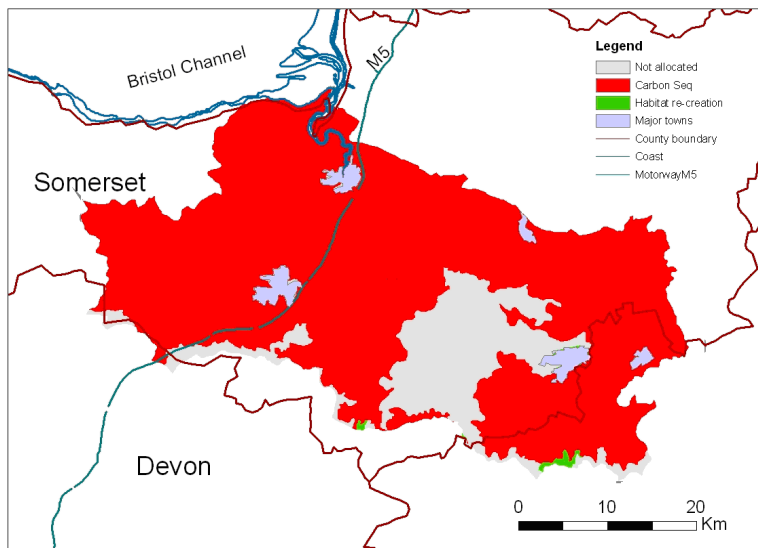 Bristol Channel
M5
Legend
Not allocated
Carbon Seq
Habitat re-creation
Major towns
County boundary
Coast
MotorwayM5
Somerset
Devon
0 10 20
Km